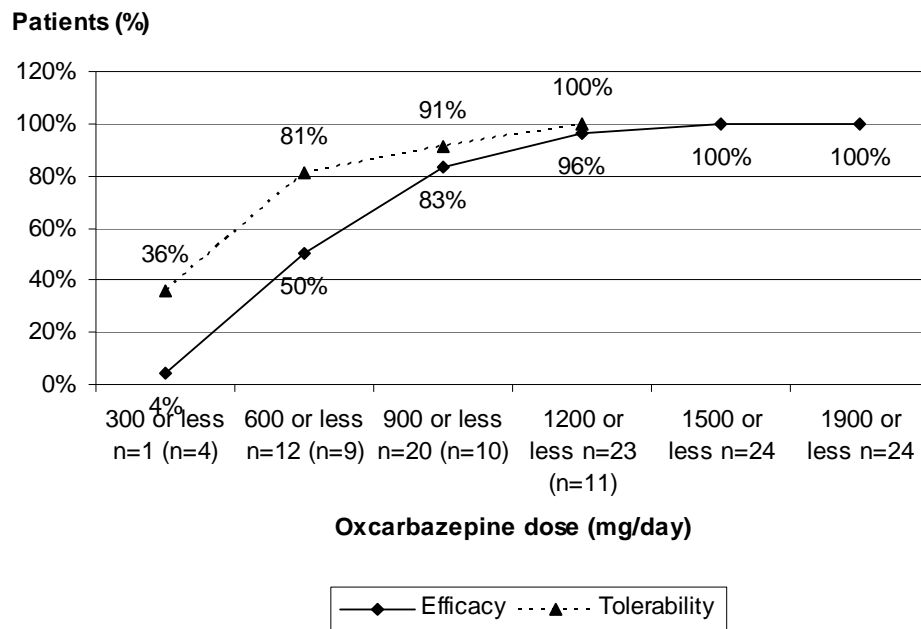 Patients (%)
120%
100%
80%
60%
40%
20%
0%
36%
81%
91%
100%
4%
50%
83%
96%
100%
100%
300 or less
n=1 (n=4)
600 or less
n=12 (n=9)
900 or less
n=20 (n=10)
1200 or
less n=23
(n=11)
1500 or
less n=24
1900 or
less n=24
Oxcarbazepine dose (mg/day)
Efficacy
Tolerability